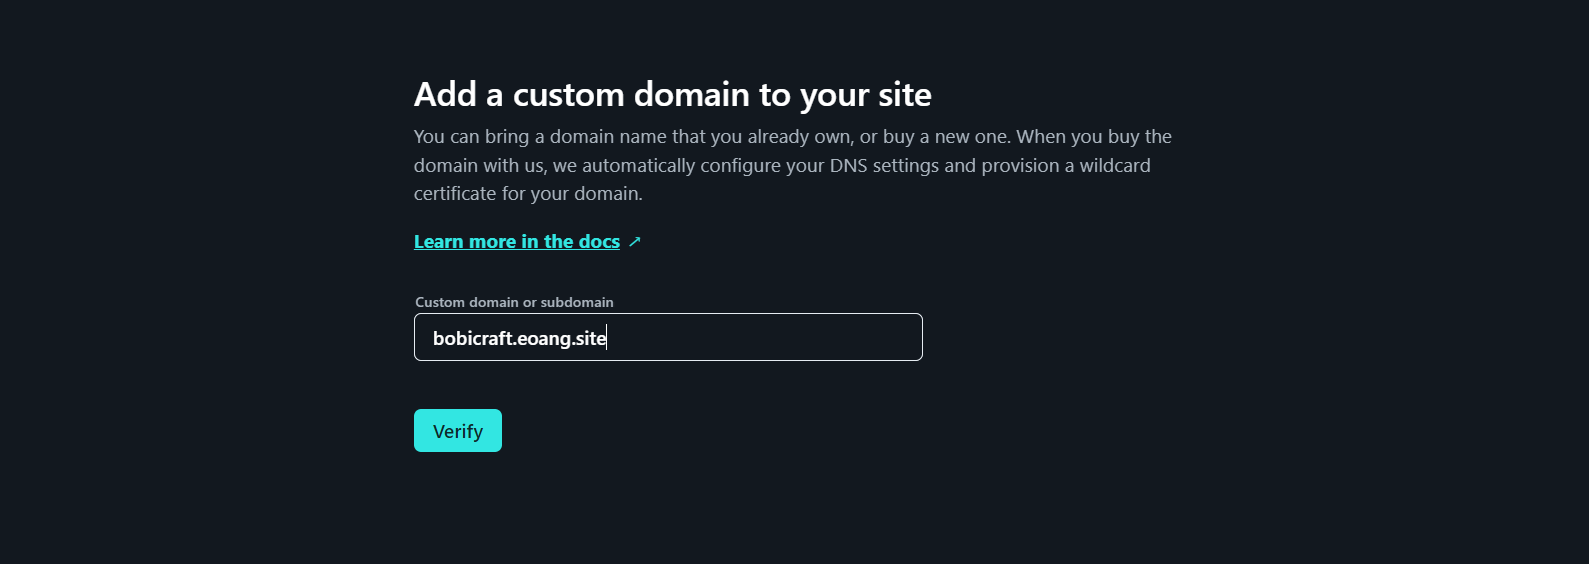 Add a custom domain to your site
You can bring a domain name that you already own, or buy a new one. When you buy the
domain with us, we automatically configure your DNS settings and provision a wildcard
certificate for your domain.
Learn more in the docs ↗
Custom domain or subdomain
bobicraft.eoang.site
Verify